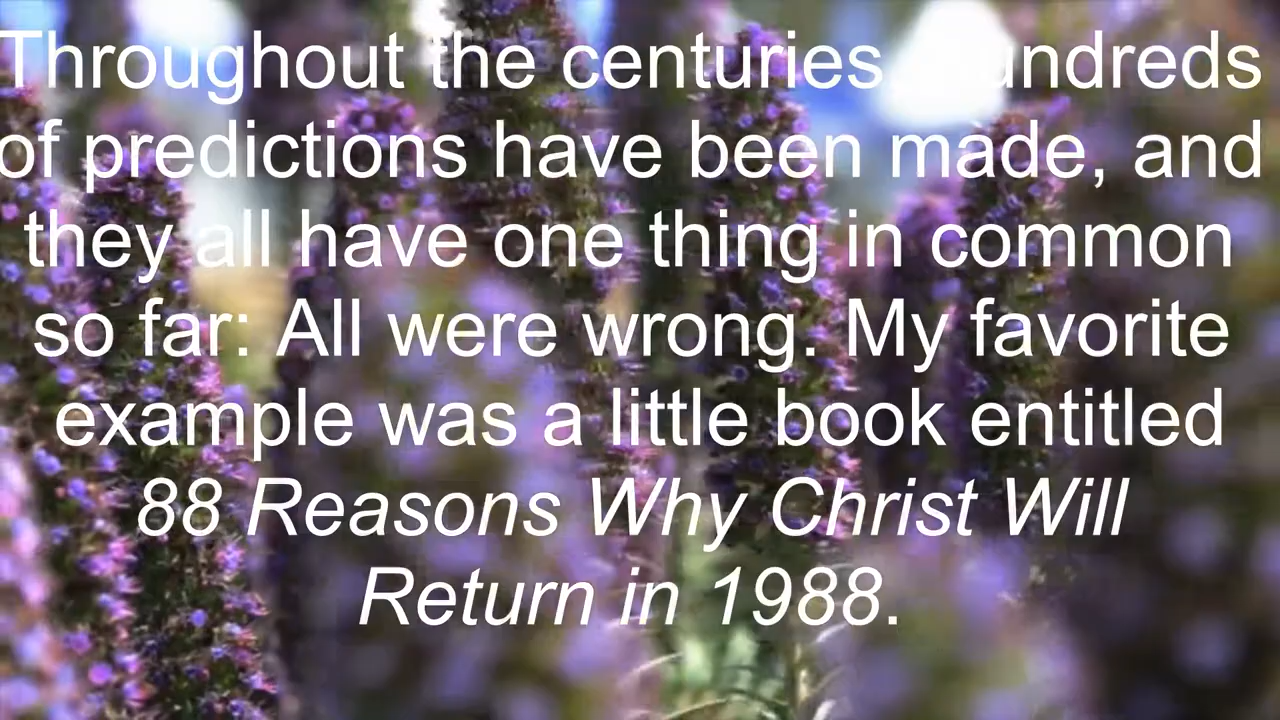 Throughout the centuries, hundreds
of predictions have been made, and
they all have one thing in common
so far: All were wrong. My favorite
example was a little book entitled
88 Reasons Why Christ Will
Return in 1988.